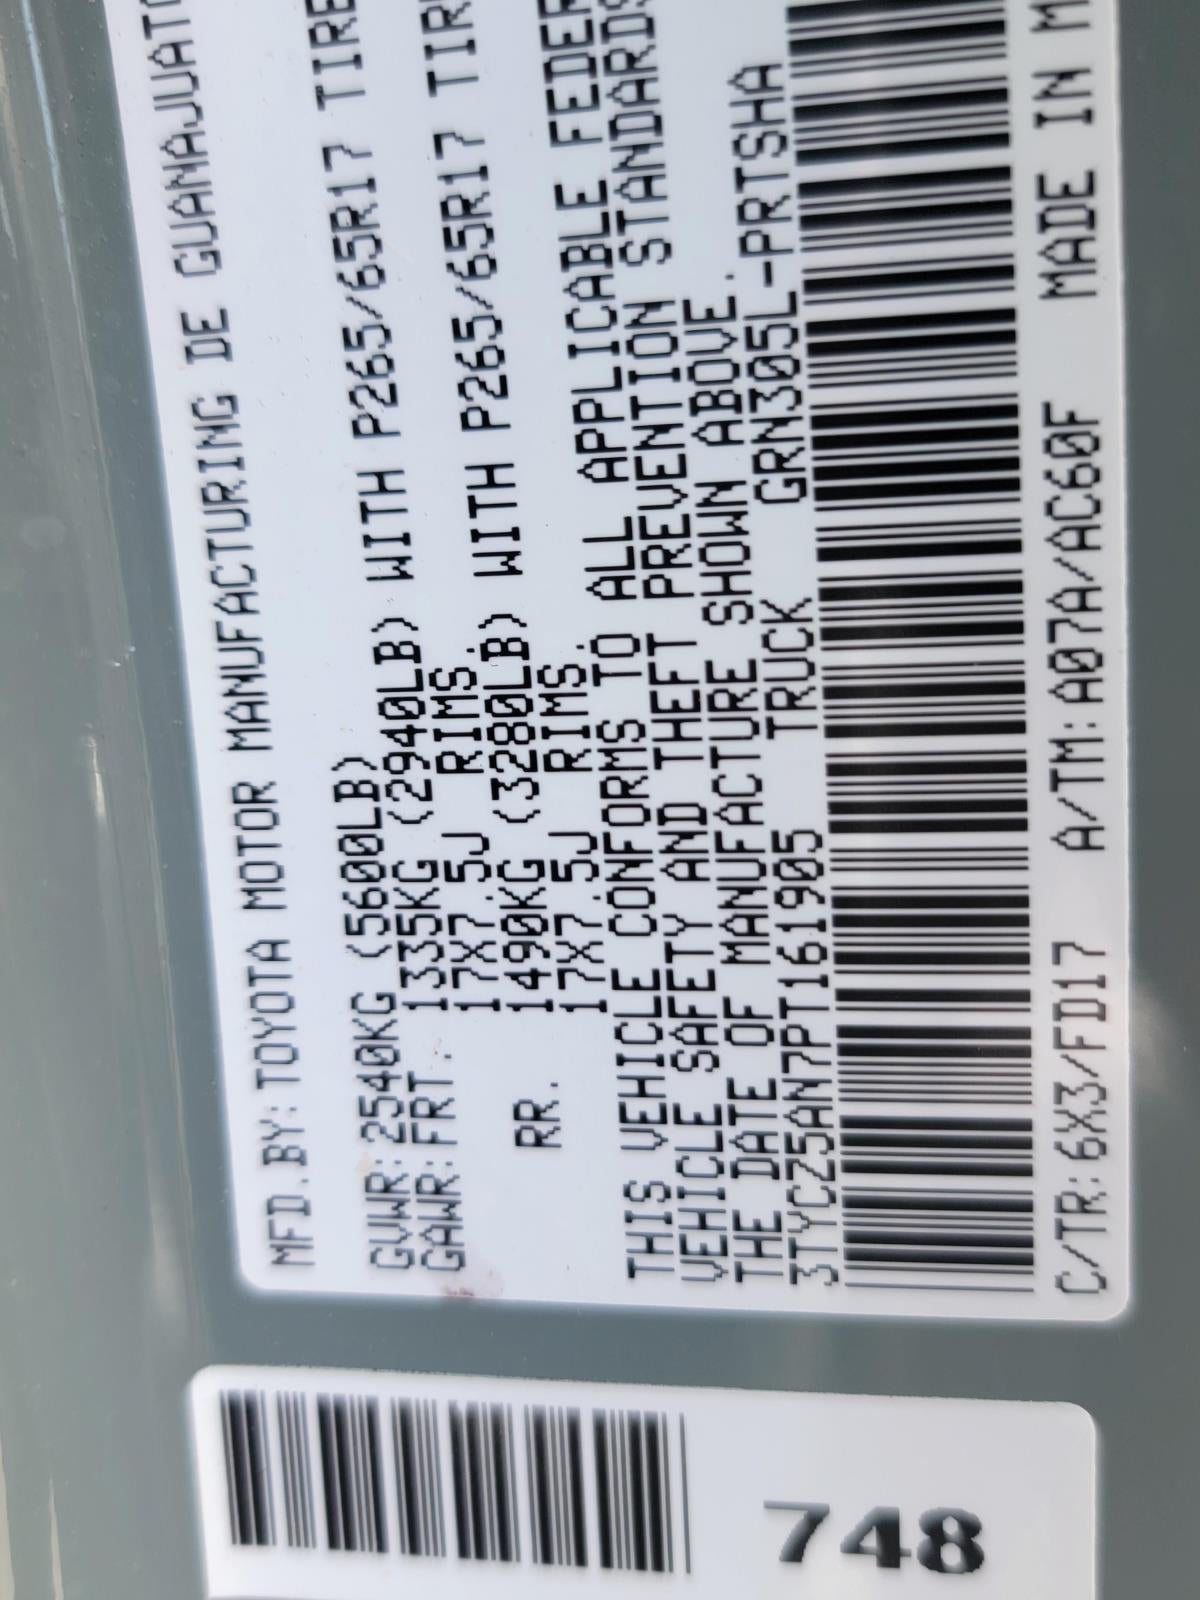 MFD.BY:TOYOTA MOTOR MANUFACTURING DE GUANAJUATO
GVWR:2540KG (5600LB)
GAWR:FRT. 1335KG (2940LB) WITH P265/65R17 TIRE
17X7.5J RIMS.
RR. 1490KG (3280LB) WITH P265/65R17 TIR
17X7.5J RIMS.
THIS VEHICLE CONFORMS TO ALL APPLICABLE FEDER
VEHICLE SAFETY AND THEFT PREVENTION STANDARDS
THE DATE OF MANUFACTURE SHOWN ABOVE.
3TYCZ5AN7PT161905 TRUCK GRN305L-PRTSHA
C/TR:6X3/FD17 A/TM:A07A/AC60F MADE IN M
748